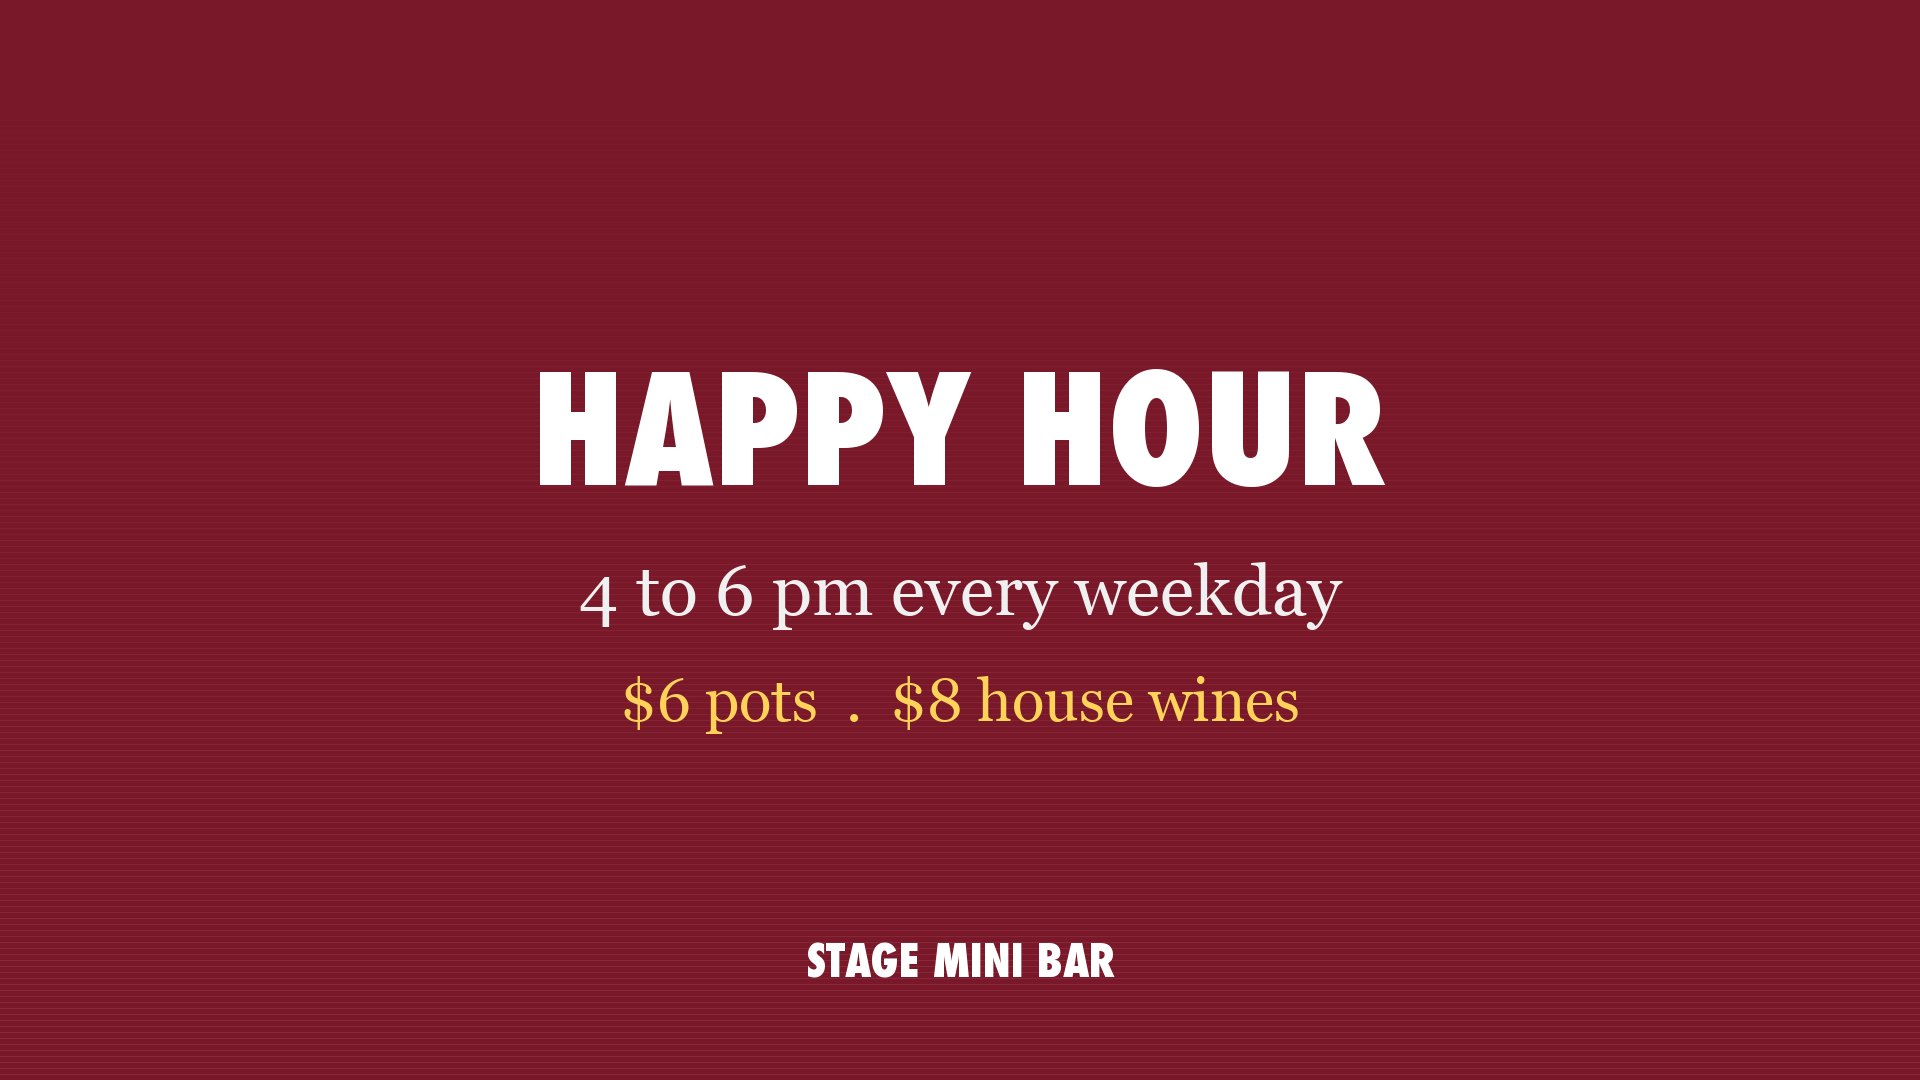 HAPPY HOUR
4 to 6 pm every weekday
$6 pots . $8 house wines
STAGE MINI BAR